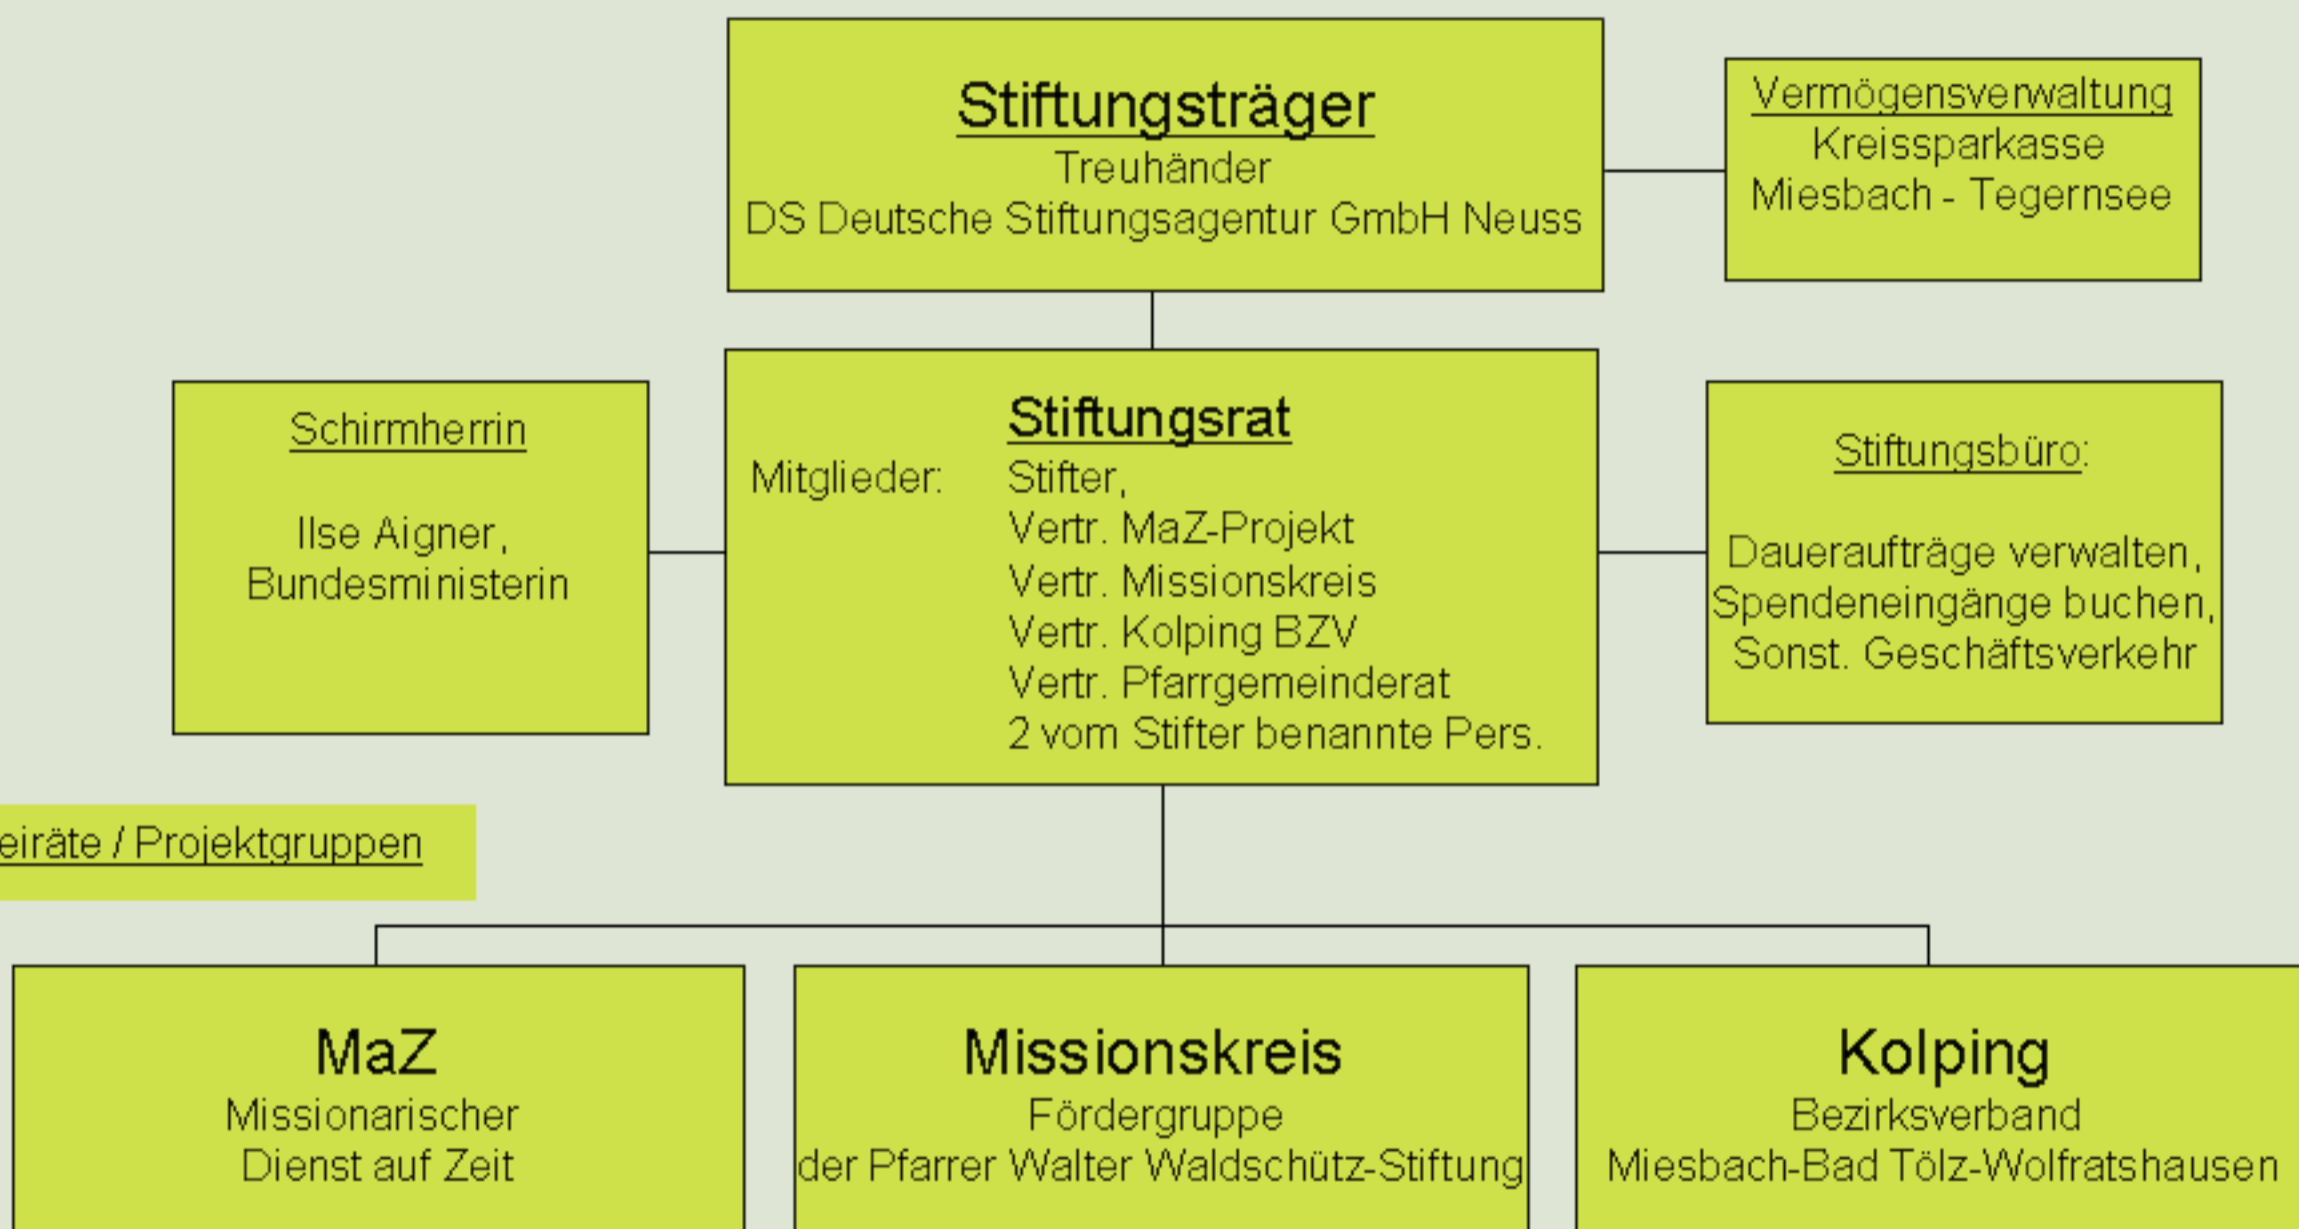 Stiftungsträger
Treuhänder
DS Deutsche Stiftungsagentur GmbH Neuss
Vermögensverwaltung
Kreissparkasse
Miesbach - Tegernsee
Schirmherrin
Ilse Aigner,
Bundesministerin
Stiftungsrat
Mitglieder: Stifter,
Vertr. MaZ-Projekt
Vertr. Missionskreis
Vertr. Kolping BZV
Vertr. Pfarrgemeinderat
2 vom Stifter benannte Pers.
Stiftungsbüro:
Daueraufträge verwalten,
Spendeneingänge buchen,
Sonst. Geschäftsverkehr
eiräte / Projektgruppen
MaZ
Missionarischer
Dienst auf Zeit
Missionskreis
Fördergruppe
der Pfarrer Walter Waldschütz-Stiftung
Kolping
Bezirksverband
Miesbach-Bad Tölz-Wolfratshausen